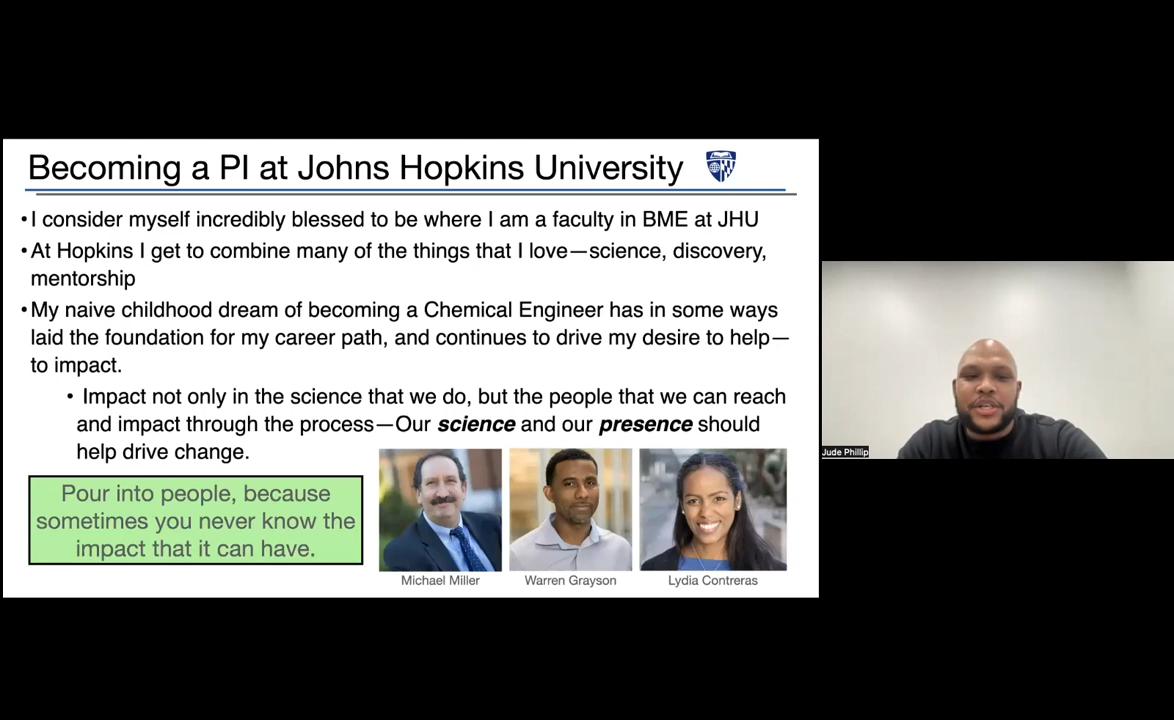 Becoming a PI at Johns Hopkins University
•I consider myself incredibly blessed to be where I am a faculty in BME at JHU
•At Hopkins I get to combine many of the things that I love—science, discovery,
mentorship
•My naive childhood dream of becoming a Chemical Engineer has in some ways
laid the foundation for my career path, and continues to drive my desire to help—
to impact.
• Impact not only in the science that we do, but the people that we can reach
and impact through the process—Our science and our presence should
help drive change.
Pour into people, because
sometimes you never know the
impact that it can have.
Michael Miller
Warren Grayson
Lydia Contreras
Jude Phillip